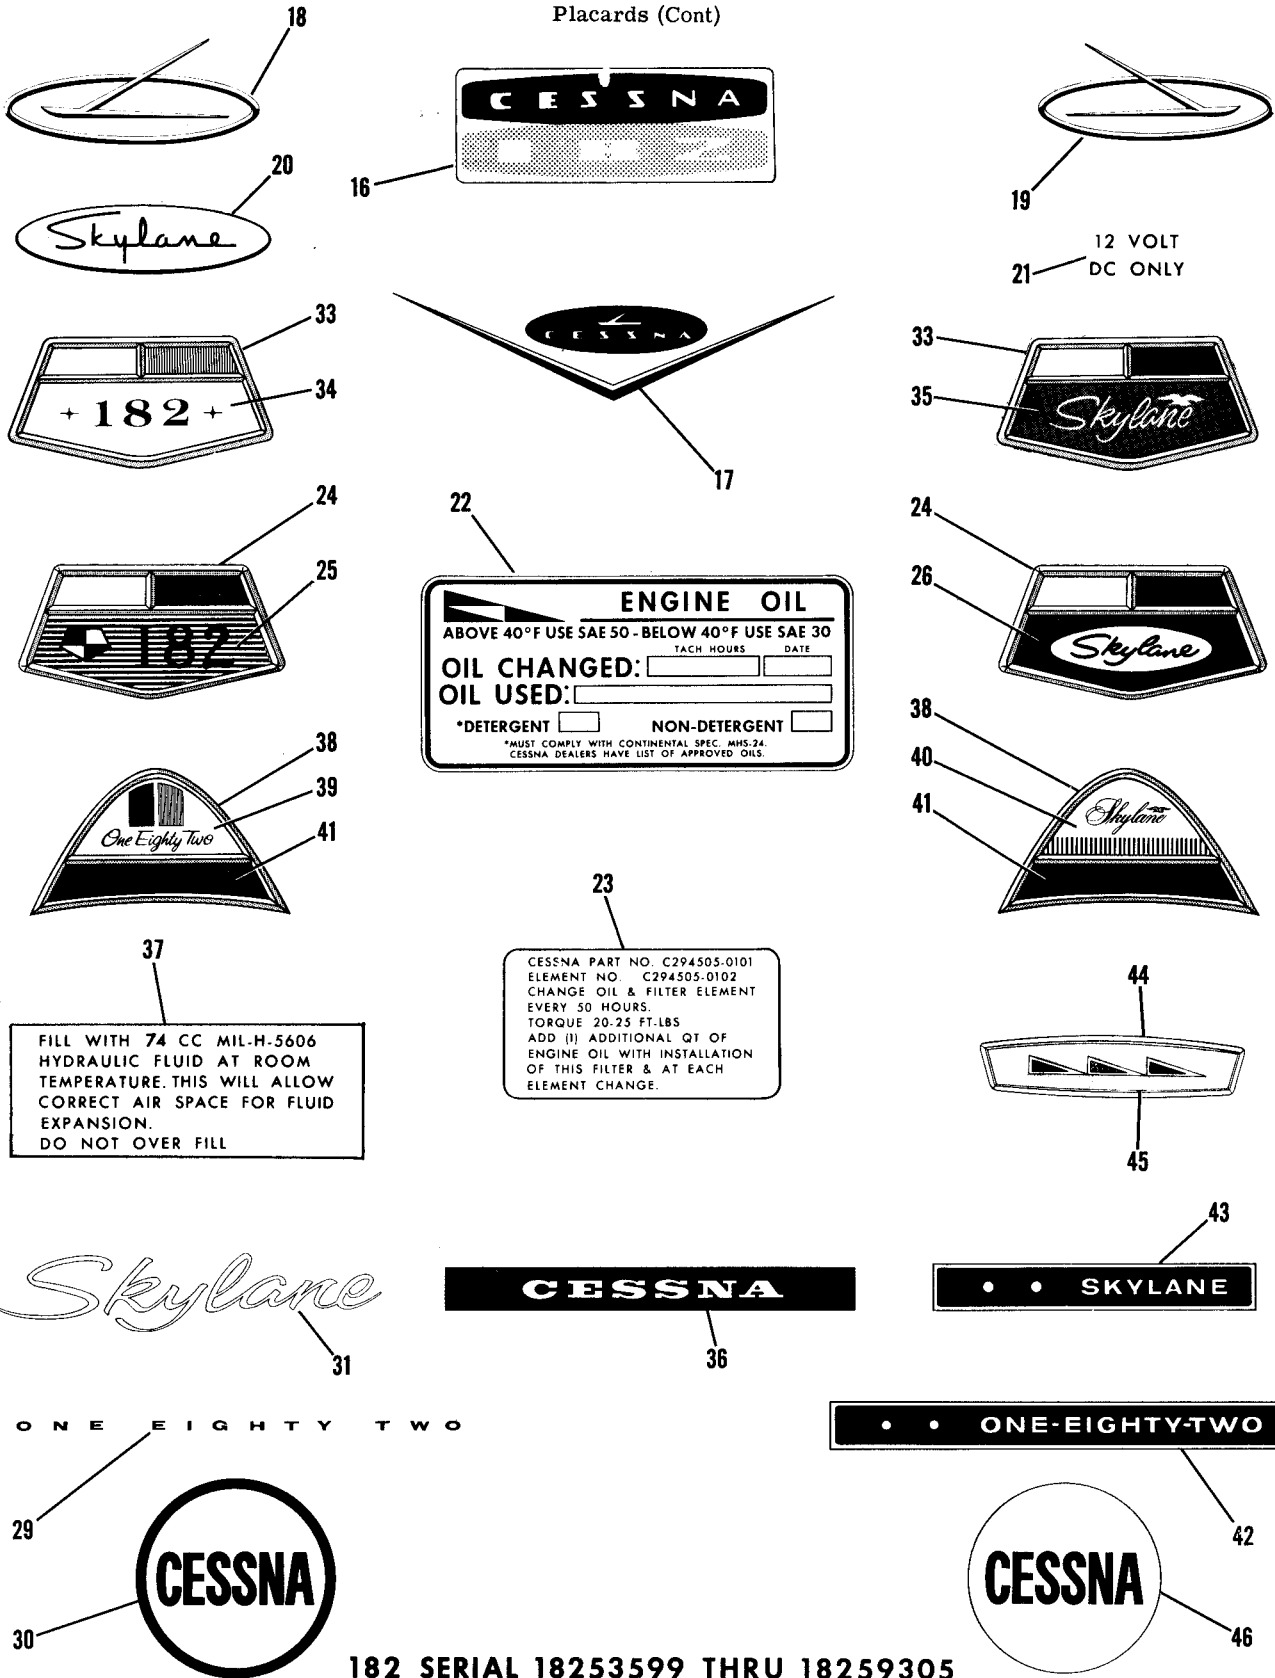 Placards (Cont)
18
CESSNA
16
19
20
Skylane
12 VOLT
DC ONLY
21
CESSNA
17
33
34
182
33
35
Skylane
24
25
182
22
ENGINE OIL
ABOVE 40°F USE SAE 50 - BELOW 40°F USE SAE 30
TACH HOURS DATE
OIL CHANGED:
OIL USED:
*DETERGENT NON-DETERGENT
*MUST COMPLY WITH CONTINENTAL SPEC. MHS-24.
CESSNA DEALERS HAVE LIST OF APPROVED OILS.
24
26
Skylane
38
39
41
One Eighty Two
38
40
41
Skylane
23
CESSNA PART NO. C294505-0101
ELEMENT NO. C294505-0102
CHANGE OIL & FILTER ELEMENT
EVERY 50 HOURS.
TORQUE 20-25 FT-LBS
ADD (1) ADDITIONAL QT OF
ENGINE OIL WITH INSTALLATION
OF THIS FILTER & AT EACH
ELEMENT CHANGE.
37
FILL WITH 74 CC MIL-H-5606
HYDRAULIC FLUID AT ROOM
TEMPERATURE. THIS WILL ALLOW
CORRECT AIR SPACE FOR FLUID
EXPANSION.
DO NOT OVER FILL
44
45
Skylane
31
CESSNA
36
43
SKYLANE
ONE EIGHTY TWO
29
ONE-EIGHTY-TWO
42
CESSNA
30
CESSNA
46
182 SERIAL 18253599 THRU 18259305